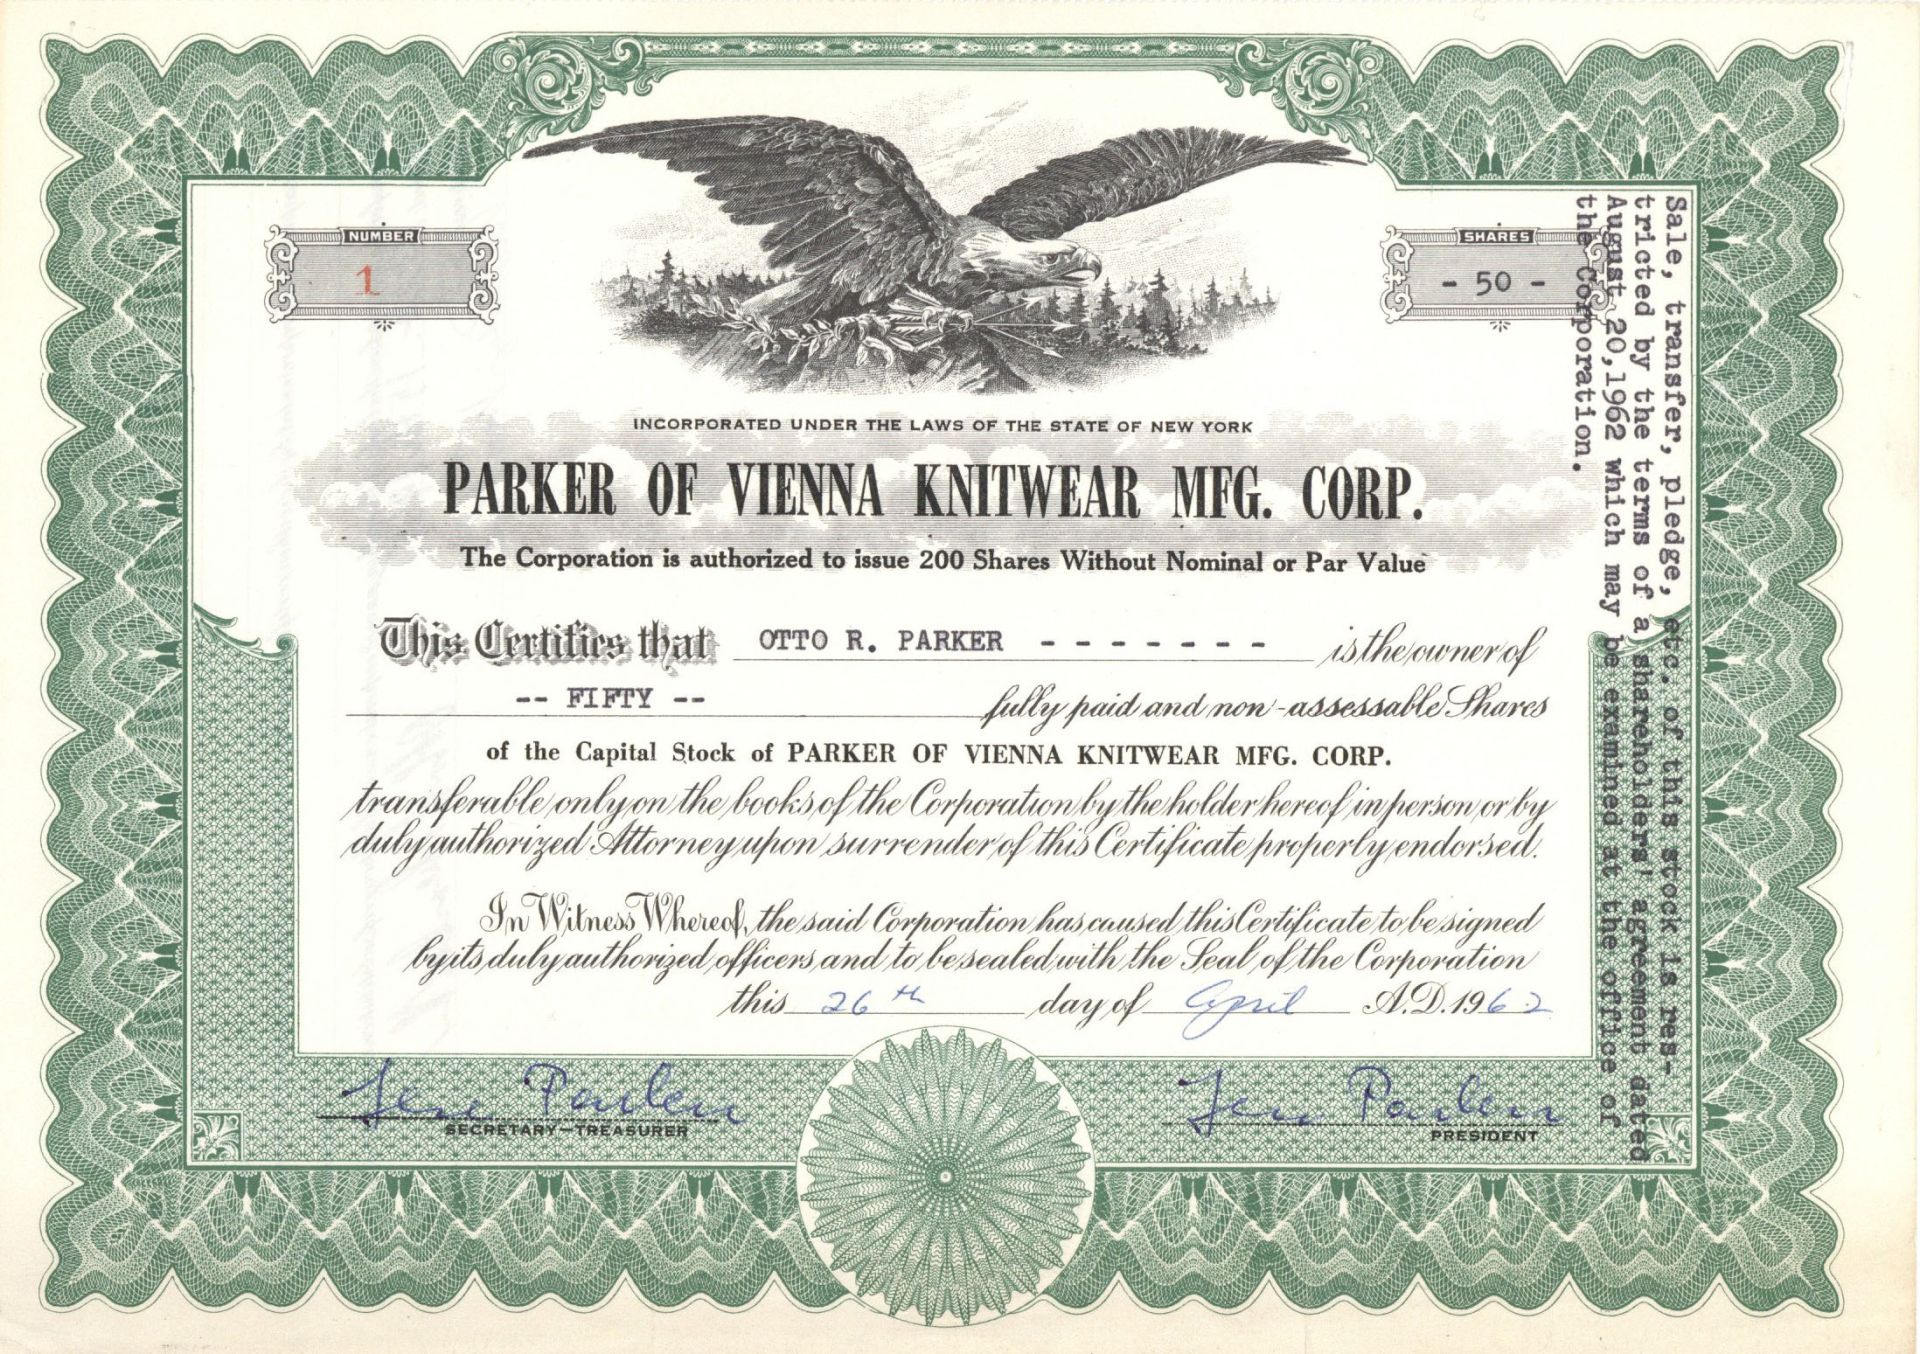 NUMBER
1
SHARES
- 50 -
INCORPORATED UNDER THE LAWS OF THE STATE OF NEW YORK
PARKER OF VIENNA KNITWEAR MFG. CORP.
The Corporation is authorized to issue 200 Shares Without Nominal or Par Value
This Certifies that OTTO R. PARKER - - - - - - - is the owner of
-- FIFTY -- fully paid and non-assessable Shares
of the Capital Stock of PARKER OF VIENNA KNITWEAR MFG. CORP.
transferable only on the books of the Corporation by the holder hereof in person or by
duly authorized Attorney upon surrender of this Certificate properly endorsed.
In Witness Whereof, the said Corporation has caused this Certificate to be signed
by its duly authorized officers and to be sealed with the Seal of the Corporation
this 26th day of April A.D. 1962
SECRETARY-TREASURER
PRESIDENT
Sale, transfer, pledge, etc. of this stock is res-
tricted by the terms of a shareholders' agreement dated
August 20,1962 which may be examined at the office of
the Corporation.